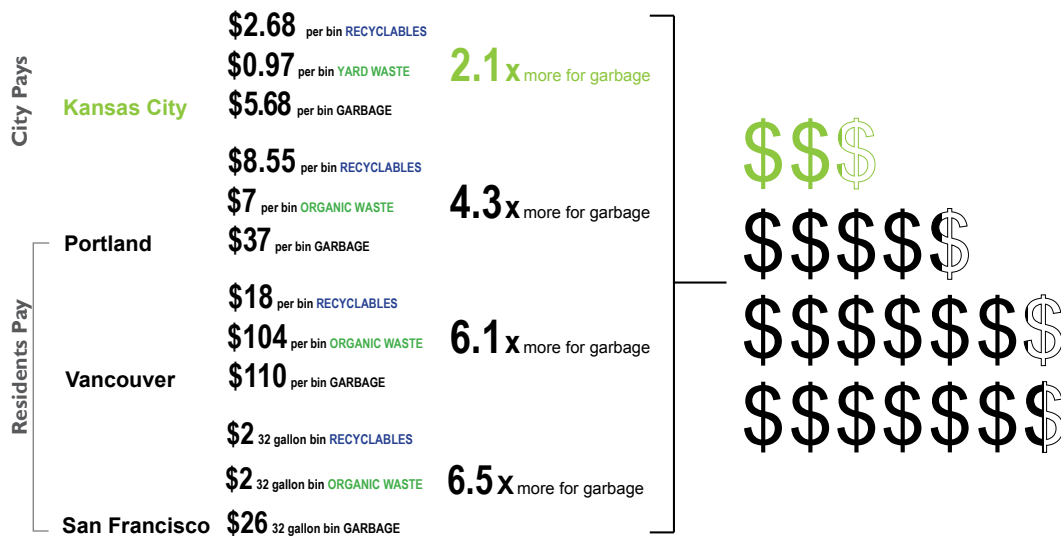 City Pays
Kansas City
$2.68 per bin RECYCLABLES
$0.97 per bin YARD WASTE
$5.68 per bin GARBAGE
2.1x more for garbage
Residents Pay
Portland
$8.55 per bin RECYCLABLES
$7 per bin ORGANIC WASTE
$37 per bin GARBAGE
4.3x more for garbage
Vancouver
$18 per bin RECYCLABLES
$104 per bin ORGANIC WASTE
$110 per bin GARBAGE
6.1x more for garbage
San Francisco
$2 32 gallon bin RECYCLABLES
$2 32 gallon bin ORGANIC WASTE
$26 32 gallon bin GARBAGE
6.5x more for garbage
$$$
$$$$$
$$$$$$$
$$$$$$$